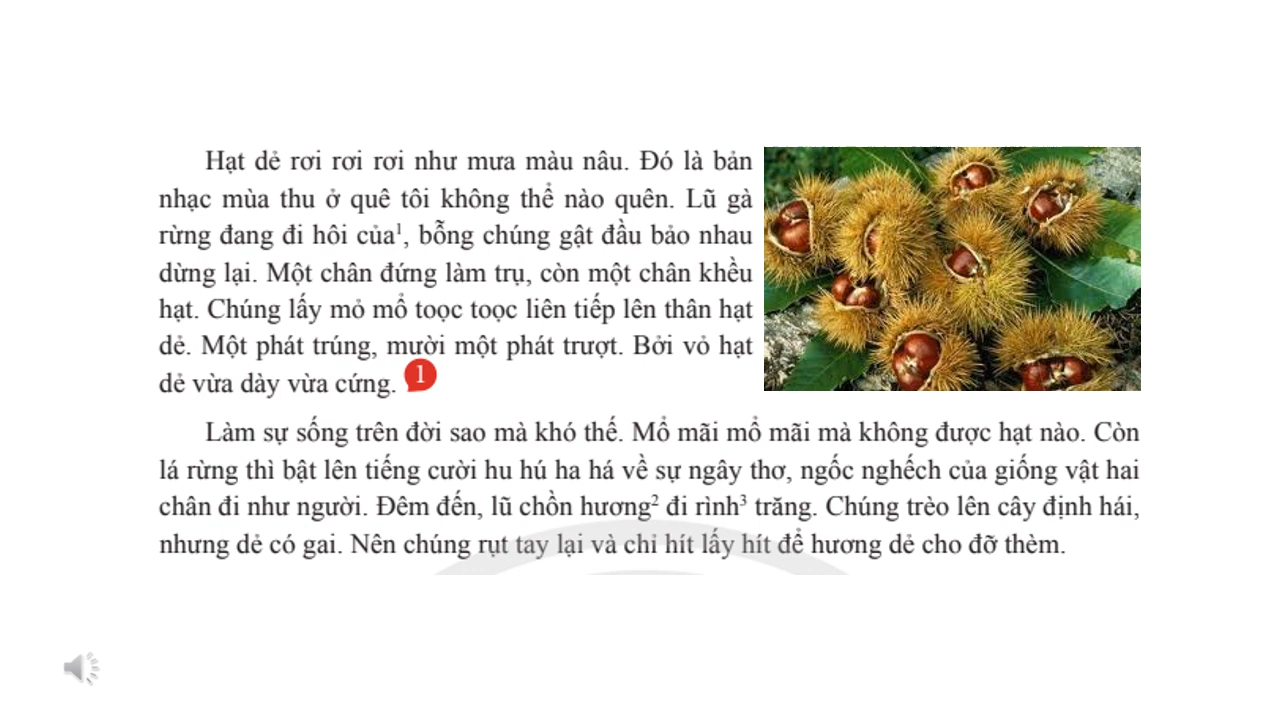 Hạt dẻ rơi rơi rơi như mưa màu nâu. Đó là bản
nhạc mùa thu ở quê tôi không thể nào quên. Lũ gà
rừng đang đi hôi của¹, bỗng chúng gật đầu bảo nhau
dừng lại. Một chân đứng làm trụ, còn một chân khều
hạt. Chúng lấy mỏ mổ toọc toọc liên tiếp lên thân hạt
dẻ. Một phát trúng, mười một phát trượt. Bởi vỏ hạt
dẻ vừa dày vừa cứng. 1
Làm sự sống trên đời sao mà khó thế. Mổ mãi mổ mãi mà không được hạt nào. Còn
lá rừng thì bật lên tiếng cười hu hú ha há về sự ngây thơ, ngốc nghếch của giống vật hai
chân đi như người. Đêm đến, lũ chồn hương² đi rình³ trăng. Chúng trèo lên cây định hái,
nhưng dẻ có gai. Nên chúng rụt tay lại và chỉ hít lấy hít để hương dẻ cho đỡ thèm.